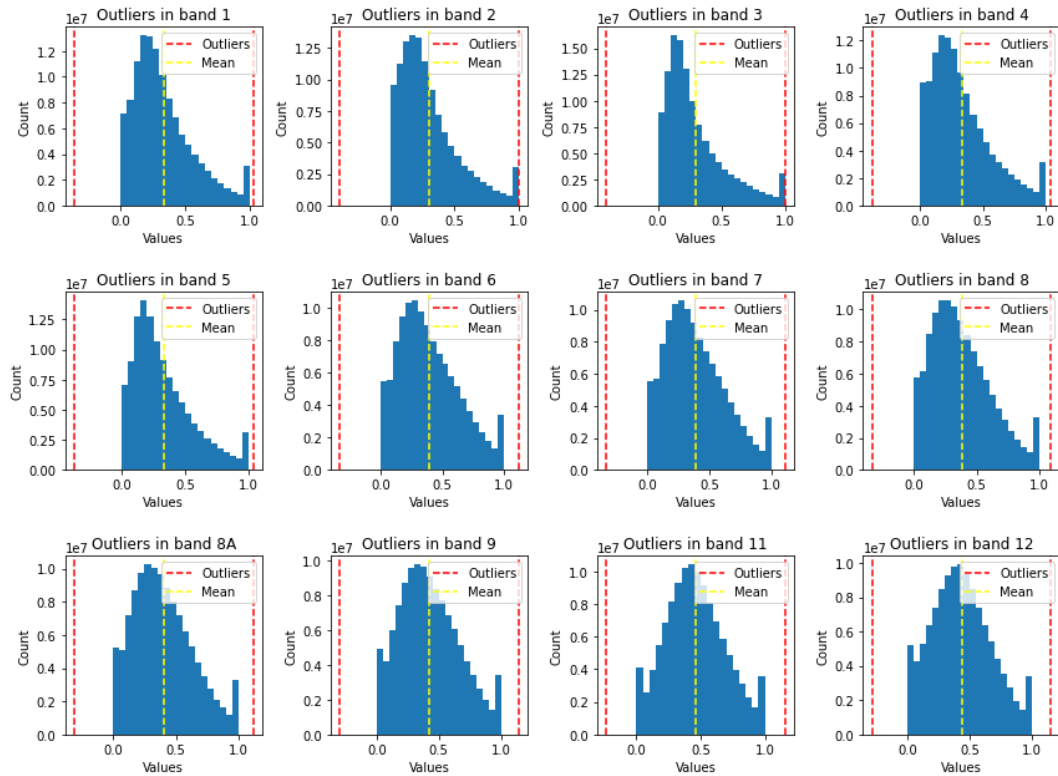 1e7 Outliers in band 1
Outliers
Mean
1.2
1.0
0.8
0.6
0.4
0.2
0.0
Count
0.0 0.5 1.0
Values
1e7 Outliers in band 2
Outliers
Mean
1.25
1.00
0.75
0.50
0.25
0.00
Count
0.0 0.5 1.0
Values
1e7 Outliers in band 3
Outliers
Mean
1.50
1.25
1.00
0.75
0.50
0.25
0.00
Count
0.0 0.5 1.0
Values
1e7 Outliers in band 4
Outliers
Mean
1.2
1.0
0.8
0.6
0.4
0.2
0.0
Count
0.0 0.5 1.0
Values
1e7 Outliers in band 5
Outliers
Mean
1.25
1.00
0.75
0.50
0.25
0.00
Count
0.0 0.5 1.0
Values
1e7 Outliers in band 6
Outliers
Mean
1.0
0.8
0.6
0.4
0.2
0.0
Count
0.0 0.5 1.0
Values
1e7 Outliers in band 7
Outliers
Mean
1.0
0.8
0.6
0.4
0.2
0.0
Count
0.0 0.5 1.0
Values
1e7 Outliers in band 8
Outliers
Mean
1.0
0.8
0.6
0.4
0.2
0.0
Count
0.0 0.5 1.0
Values
1e7 Outliers in band 8A
Outliers
Mean
1.0
0.8
0.6
0.4
0.2
0.0
Count
0.0 0.5 1.0
Values
1e7 Outliers in band 9
Outliers
Mean
1.0
0.8
0.6
0.4
0.2
0.0
Count
0.0 0.5 1.0
Values
1e7 Outliers in band 11
Outliers
Mean
1.0
0.8
0.6
0.4
0.2
0.0
Count
0.0 0.5 1.0
Values
1e7 Outliers in band 12
Outliers
Mean
1.0
0.8
0.6
0.4
0.2
0.0
Count
0.0 0.5 1.0
Values